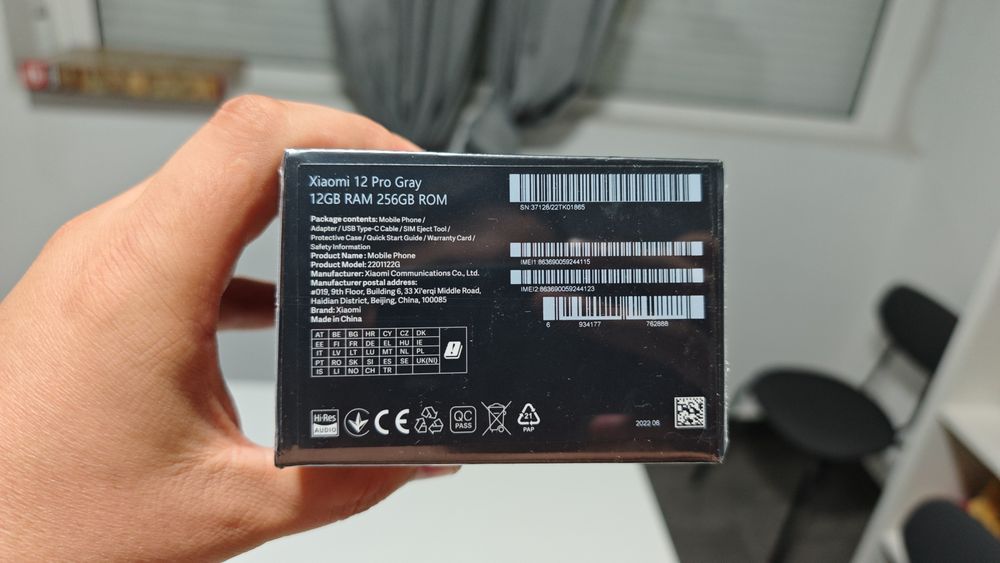 Xiaomi 12 Pro Gray
12GB RAM 256GB ROM
Package contents: Mobile Phone /
Adapter / USB Type-C Cable / SIM Eject Tool /
Protective Case / Quick Start Guide / Warranty Card /
Safety Information
Product Name: Mobile Phone
Product Model: 2201122G
Manufacturer: Xiaomi Communications Co., Ltd.
Manufacturer postal address:
#019, 9th Floor, Building 6, 33 Xi'erqi Middle Road,
Haidian District, Beijing, China, 100085
Brand: Xiaomi
Made in China
AT BE BG HR CY CZ DK
EE FI FR DE EL HU IE
IT LV LT LU MT NL PL
PT RO SK SI ES SE UK(NI)
IS LI NO CH TR
SN:37126/22TK01865
IMEI1:863690059244115
IMEI2:863690059244123
6 934177 762888
Hi-Res
AUDIO
CE
QC
PASS
21
PAP
2022 06